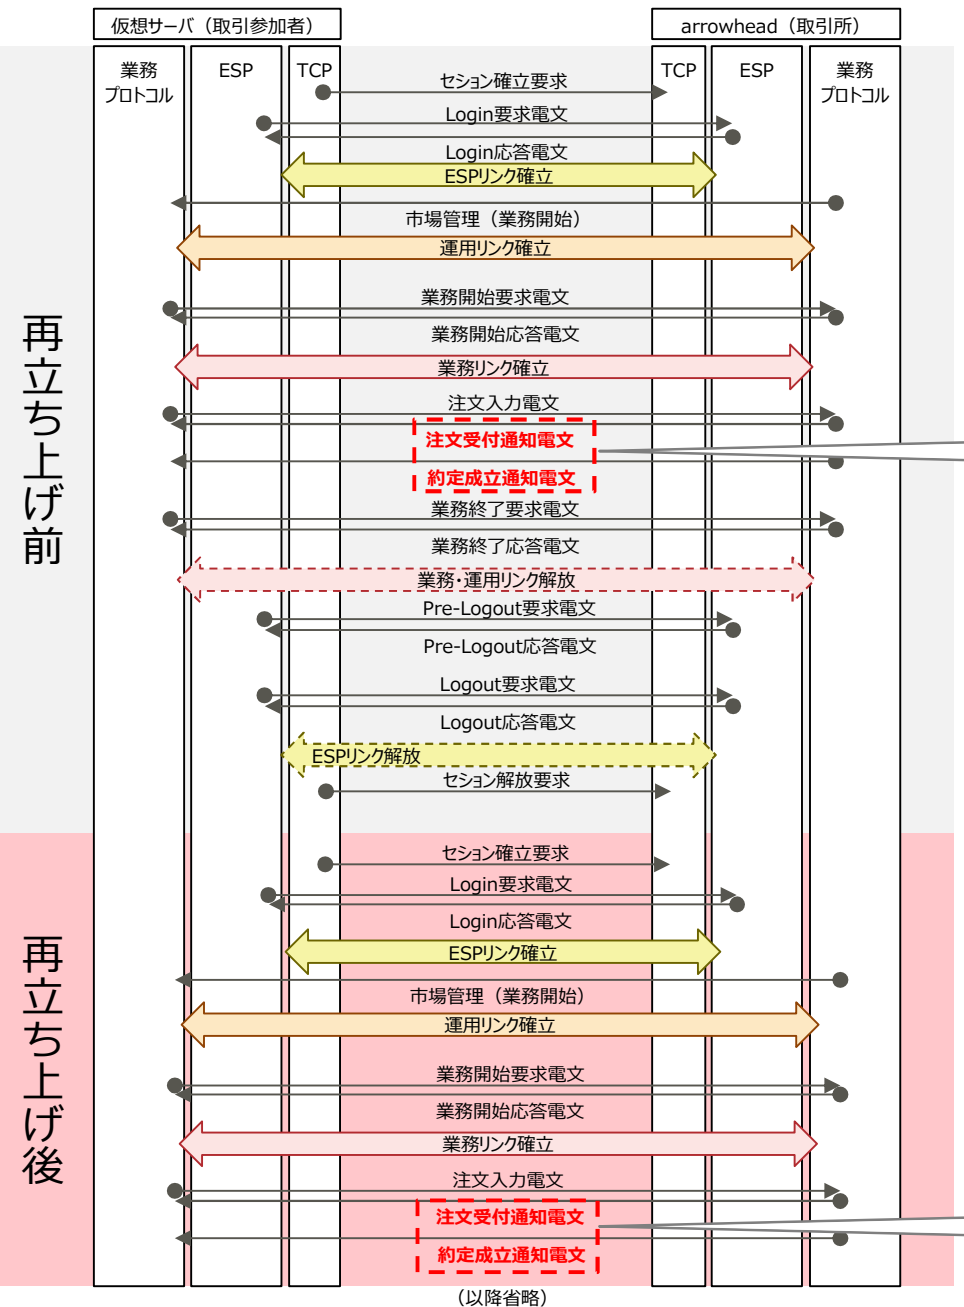 仮想サーバ（取引参加者）
arrowhead（取引所）
業務
プロトコル
ESP
TCP
TCP
ESP
業務
プロトコル
再立ち上げ前
セション確立要求
Login要求電文
Login応答電文
ESPリンク確立
市場管理（業務開始）
運用リンク確立
業務開始要求電文
業務開始応答電文
業務リンク確立
注文入力電文
注文受付通知電文
約定成立通知電文
業務終了要求電文
業務終了応答電文
業務・運用リンク解放
Pre-Logout要求電文
Pre-Logout応答電文
Logout要求電文
Logout応答電文
ESPリンク解放
セション解放要求
再立ち上げ後
セション確立要求
Login要求電文
Login応答電文
ESPリンク確立
市場管理（業務開始）
運用リンク確立
業務開始要求電文
業務開始応答電文
業務リンク確立
注文入力電文
注文受付通知電文
約定成立通知電文
（以降省略）